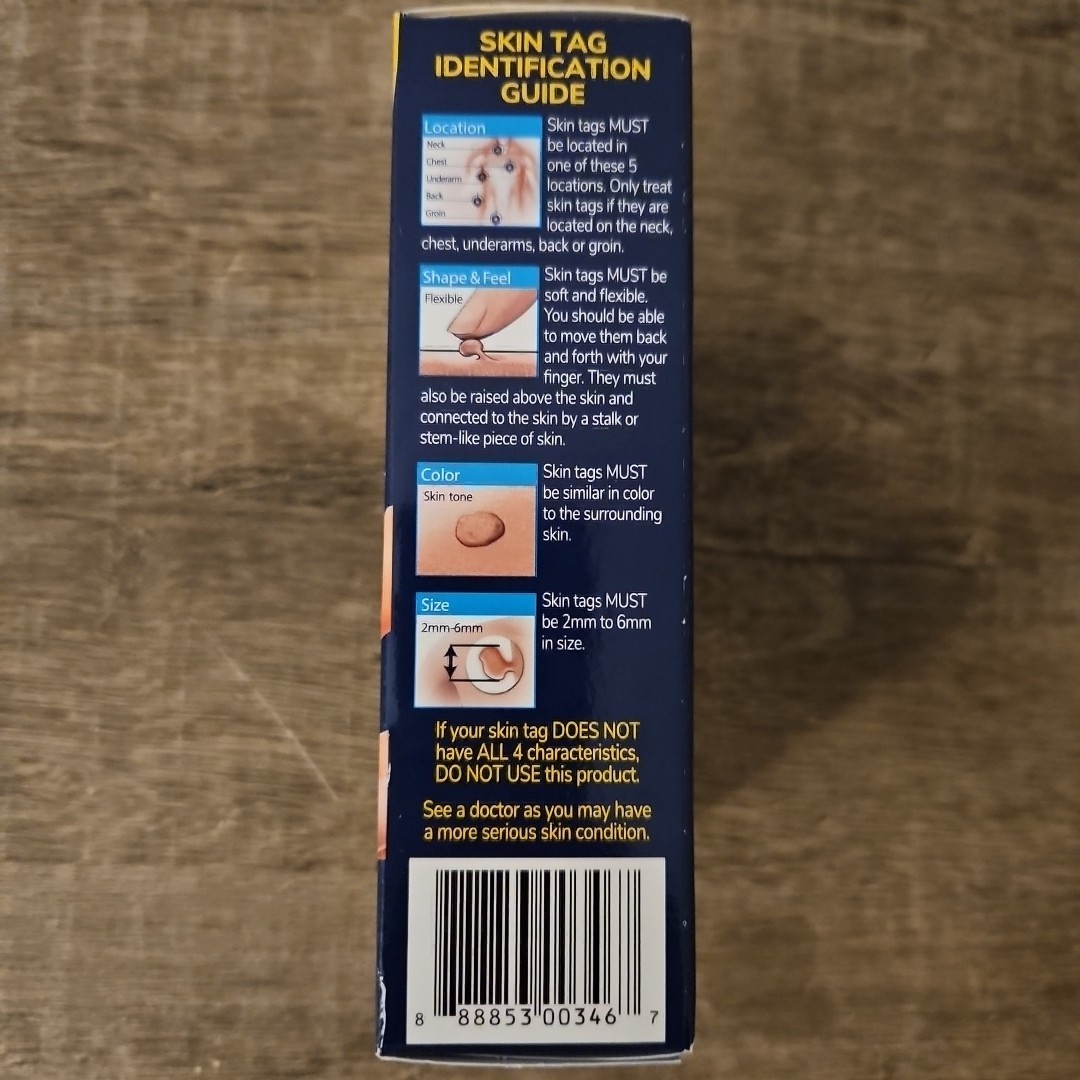 SKIN TAG
IDENTIFICATION
GUIDE
Location
Neck
Chest
Underarm
Back
Groin
Skin tags MUST
be located in
one of these 5
locations. Only treat
skin tags if they are
located on the neck,
chest, underarms, back or groin.
Shape & Feel
Flexible
Skin tags MUST be
soft and flexible.
You should be able
to move them back
and forth with your
finger. They must
also be raised above the skin and
connected to the skin by a stalk or
stem-like piece of skin.
Color
Skin tone
Skin tags MUST
be similar in color
to the surrounding
skin.
Size
2mm-6mm
Skin tags MUST
be 2mm to 6mm
in size.
If your skin tag DOES NOT
have ALL 4 characteristics,
DO NOT USE this product.
See a doctor as you may have
a more serious skin condition.
8 88853 00346 7